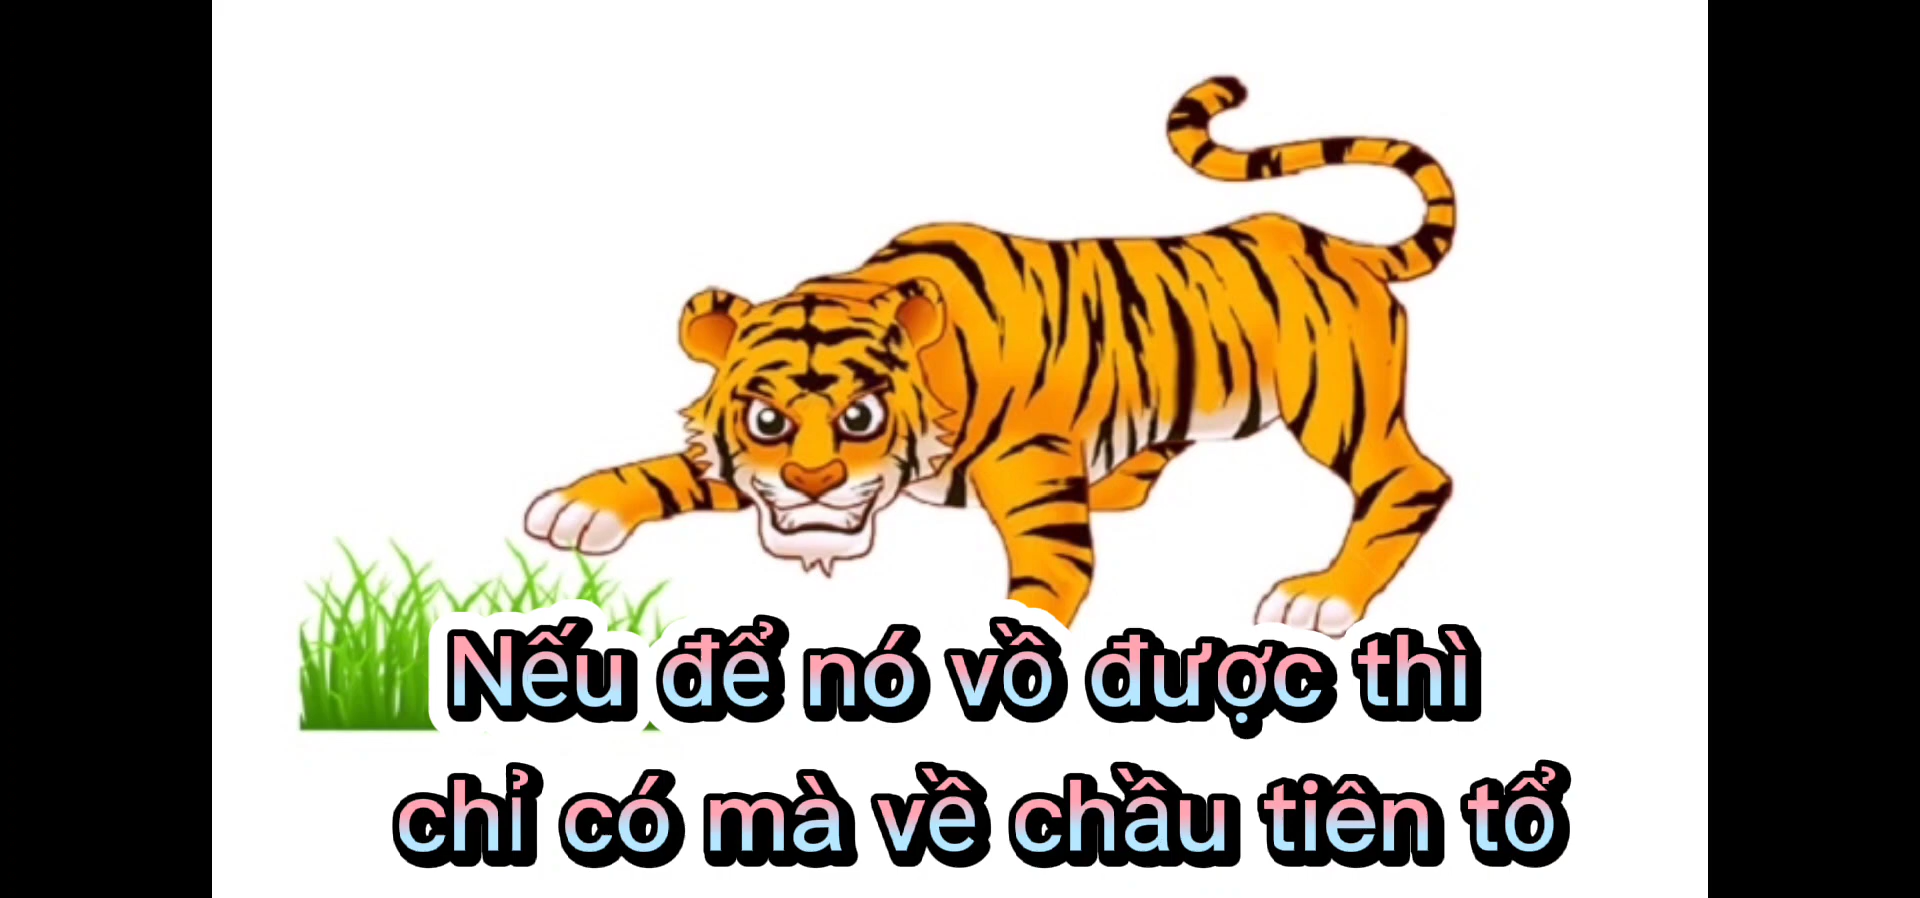 Nếu để nó vồ được thì
chỉ có mà về chầu tiên tổ